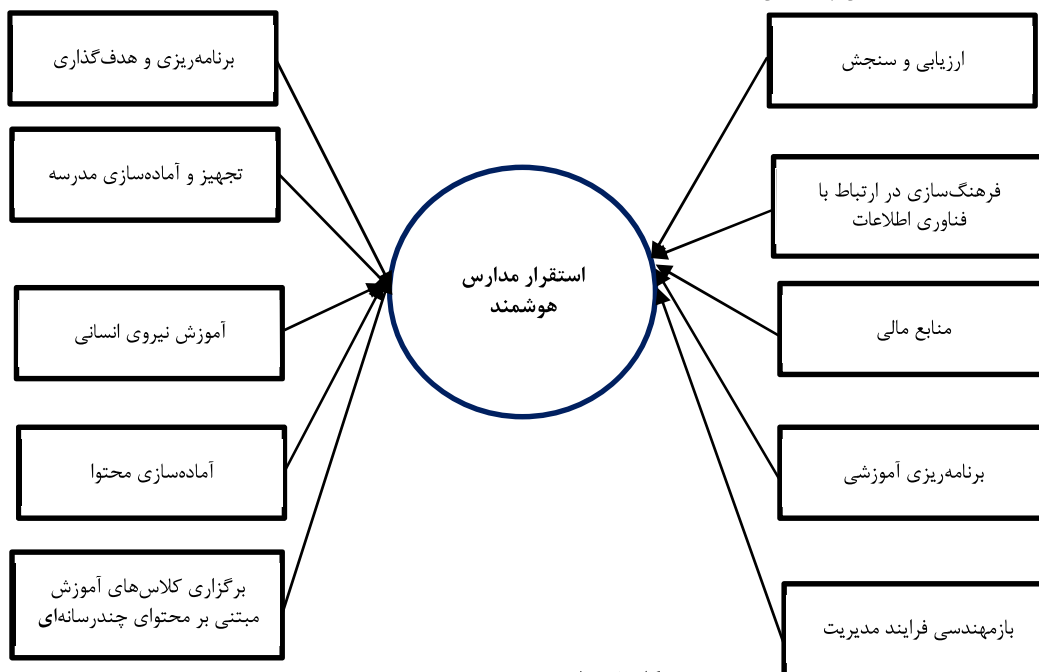 ارزیابی و سنجش
فرهنگ‌سازی در ارتباط با
فناوری اطلاعات
منابع مالی
برنامه‌ریزی آموزشی
بازمهندسی فرایند مدیریت
استقرار مدارس
هوشمند
برنامه‌ریزی و هدف‌گذاری
تجهیز و آماده‌سازی مدرسه
آموزش نیروی انسانی
آماده‌سازی محتوا
برگزاری کلاس‌های آموزش
مبتنی بر محتوای چندرسانه‌ای